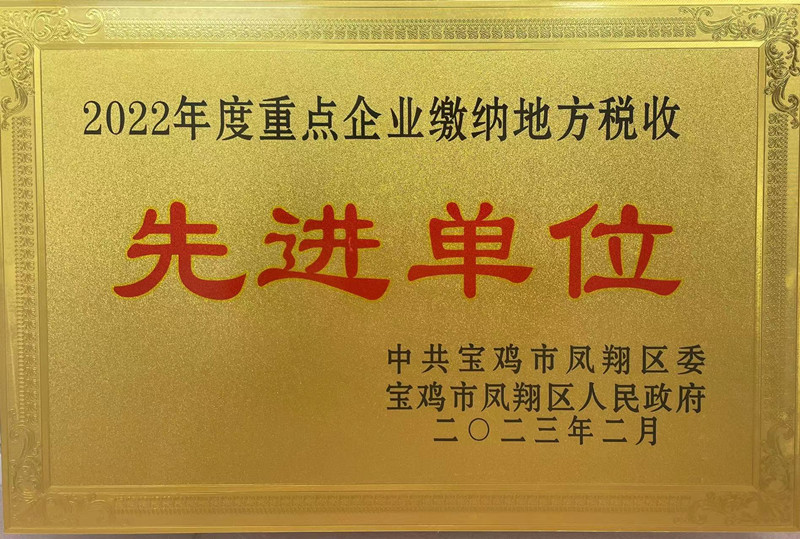 2022年度重点企业缴纳地方税收
先进单位
中共宝鸡市凤翔区委
宝鸡市凤翔区人民政府
二〇二三年二月